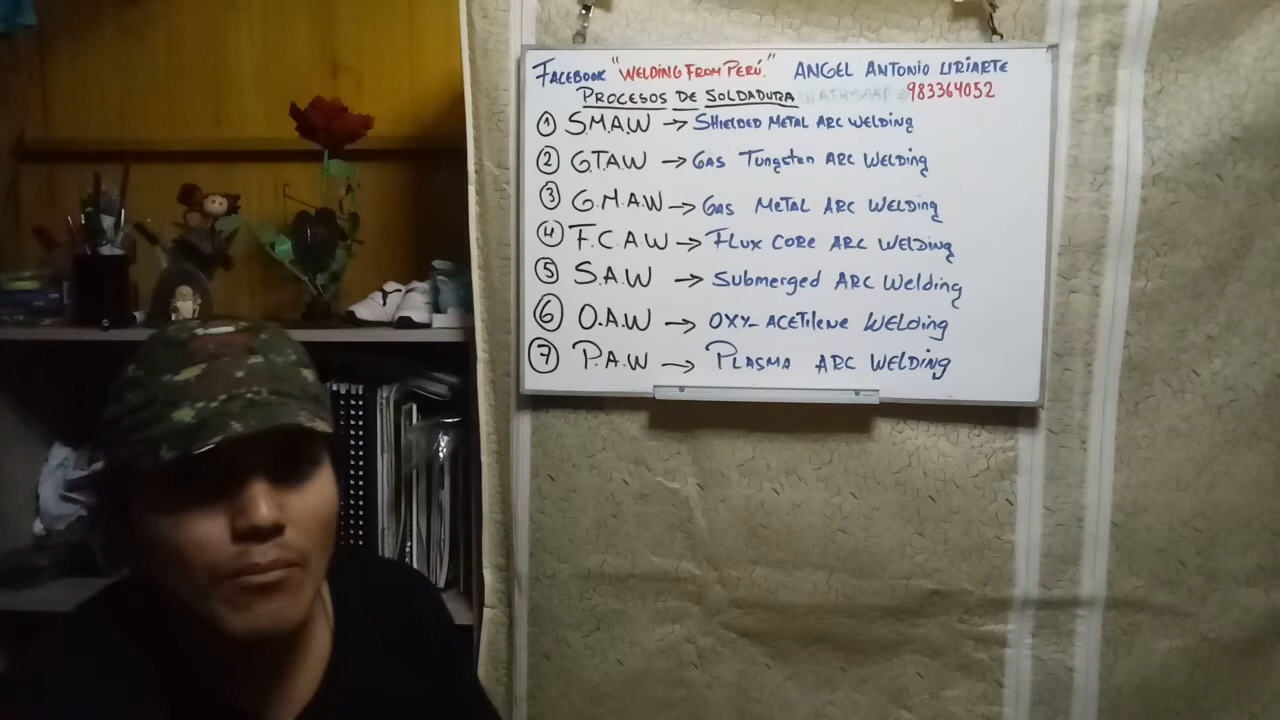 FACEBOOK "WELDING FROM PERÚ." ANGEL ANTONIO URIARTE
PROCESOS DE SOLDADURA WATHSAAP 983364052
1 S.M.A.W → SHIELDED METAL ARC WELDING
2 G.T.A.W → GAS Tungsten ARC WELDING
3 G.M.A.W → GAS METAL ARC WELDING
4 F.C.A.W → FLUX CORE ARC WELDING
5 S.A.W → Submerged ARC Welding
6 O.A.W → OXY-ACETILENE WELDING
7 P.A.W → PLASMA ARC WELDING